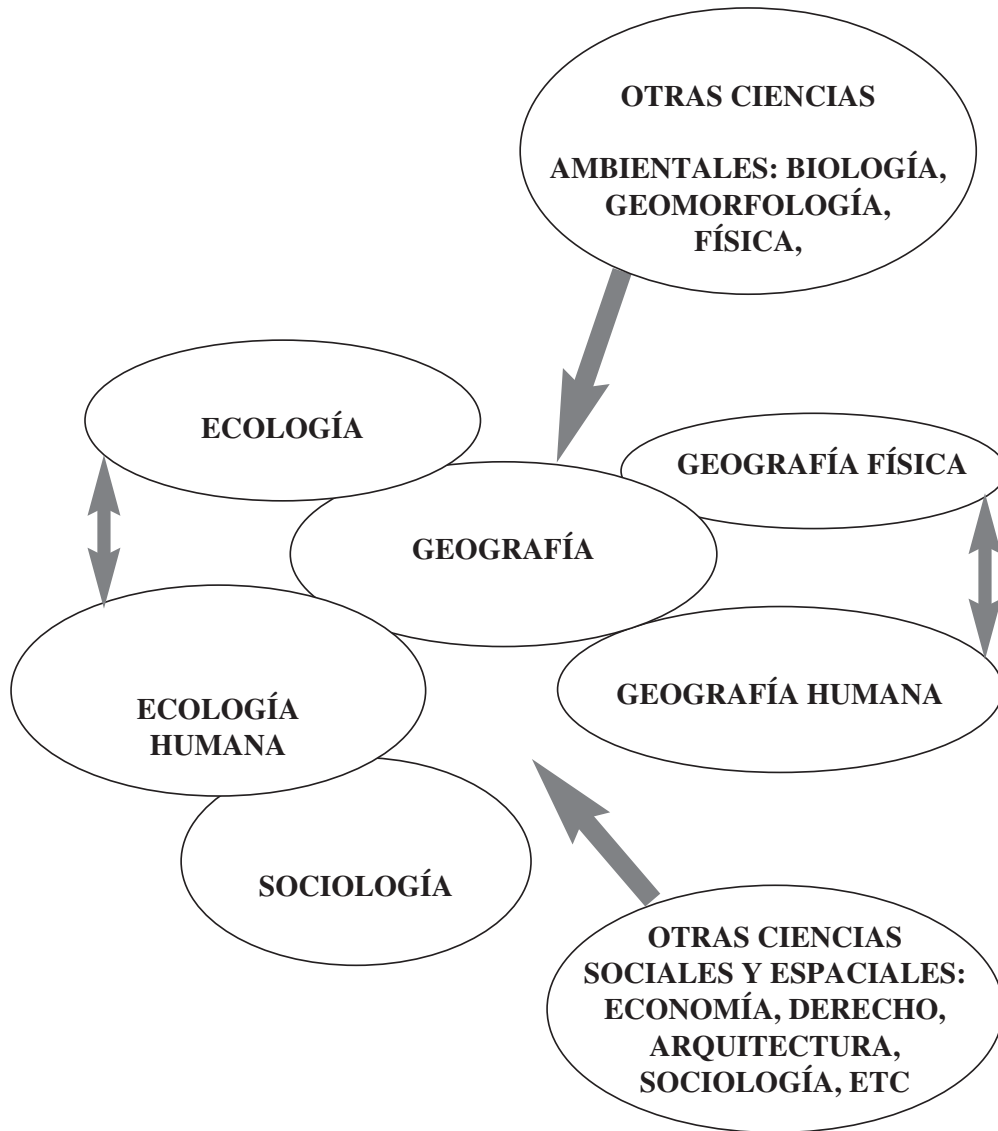 OTRAS CIENCIAS
AMBIENTALES: BIOLOGÍA,
GEOMORFOLOGÍA,
FÍSICA,
ECOLOGÍA
GEOGRAFÍA FÍSICA
GEOGRAFÍA
GEOGRAFÍA HUMANA
ECOLOGÍA
HUMANA
SOCIOLOGÍA
OTRAS CIENCIAS
SOCIALES Y ESPACIALES:
ECONOMÍA, DERECHO,
ARQUITECTURA,
SOCIOLOGÍA, ETC